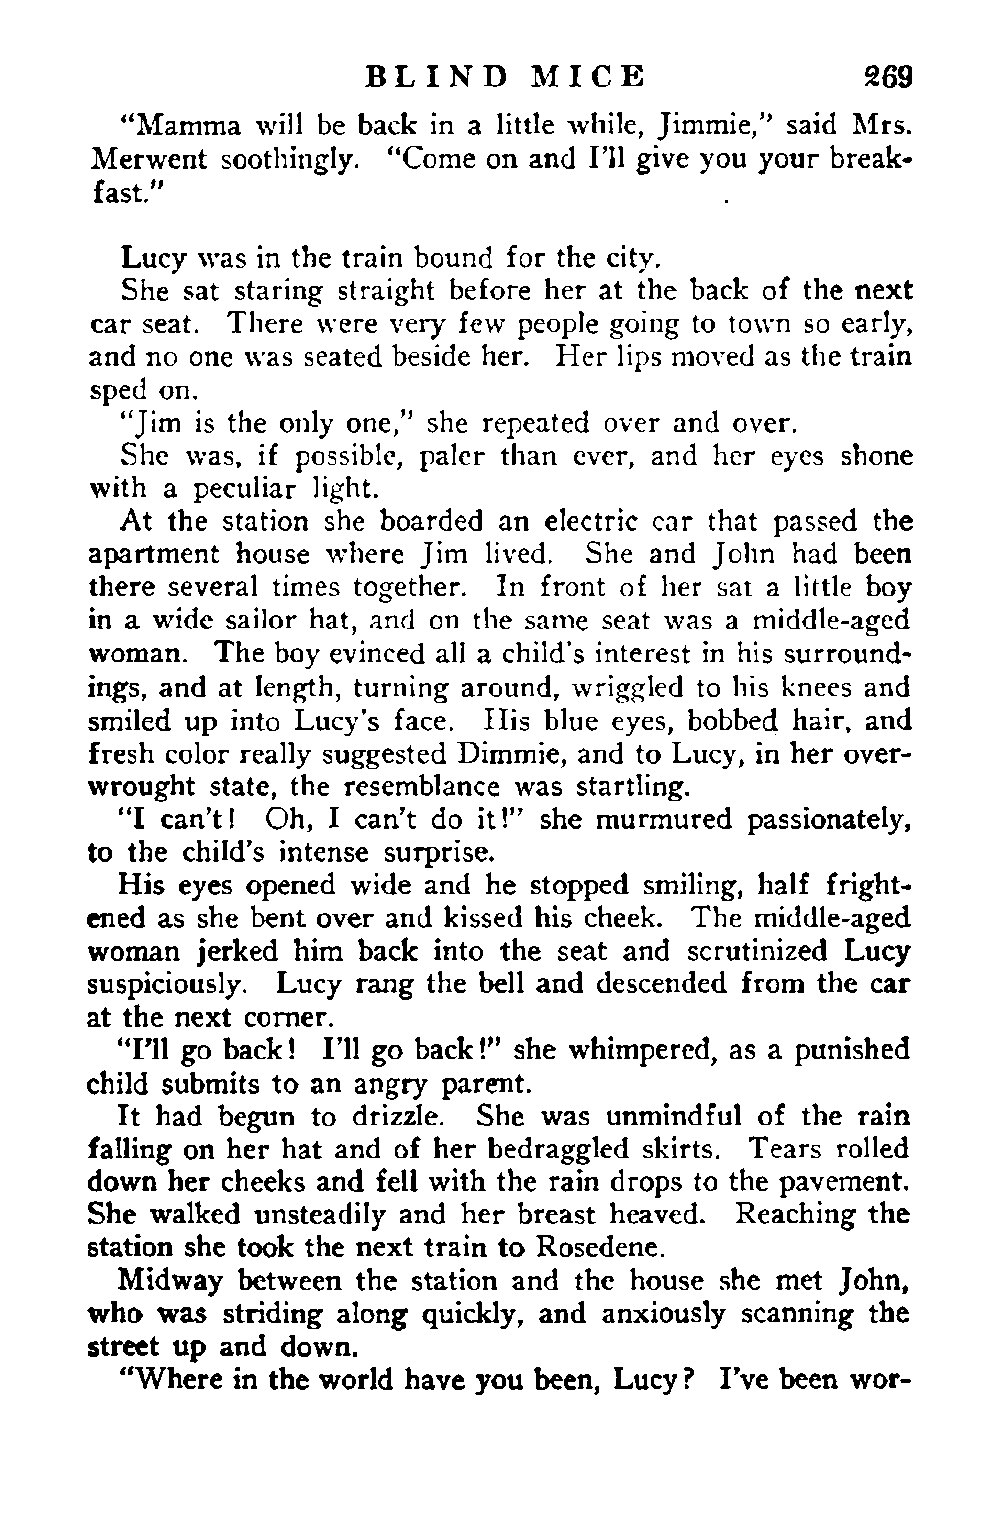 BLIND MICE 269
“Mamma will be back in a little while, Jimmie,” said Mrs.
Merwent soothingly. “Come on and I’ll give you your break-
fast.”
Lucy was in the train bound for the city.
She sat staring straight before her at the back of the next
car seat. There were very few people going to town so early,
and no one was seated beside her. Her lips moved as the train
sped on.
“Jim is the only one,” she repeated over and over.
She was, if possible, paler than ever, and her eyes shone
with a peculiar light.
At the station she boarded an electric car that passed the
apartment house where Jim lived. She and John had been
there several times together. In front of her sat a little boy
in a wide sailor hat, and on the same seat was a middle-aged
woman. The boy evinced all a child’s interest in his surround-
ings, and at length, turning around, wriggled to his knees and
smiled up into Lucy’s face. His blue eyes, bobbed hair, and
fresh color really suggested Dimmie, and to Lucy, in her over-
wrought state, the resemblance was startling.
“I can’t! Oh, I can’t do it!” she murmured passionately,
to the child’s intense surprise.
His eyes opened wide and he stopped smiling, half fright-
ened as she bent over and kissed his cheek. The middle-aged
woman jerked him back into the seat and scrutinized Lucy
suspiciously. Lucy rang the bell and descended from the car
at the next corner.
“I’ll go back! I’ll go back!” she whimpered, as a punished
child submits to an angry parent.
It had begun to drizzle. She was unmindful of the rain
falling on her hat and of her bedraggled skirts. Tears rolled
down her cheeks and fell with the rain drops to the pavement.
She walked unsteadily and her breast heaved. Reaching the
station she took the next train to Rosedene.
Midway between the station and the house she met John,
who was striding along quickly, and anxiously scanning the
street up and down.
“Where in the world have you been, Lucy? I’ve been wor-